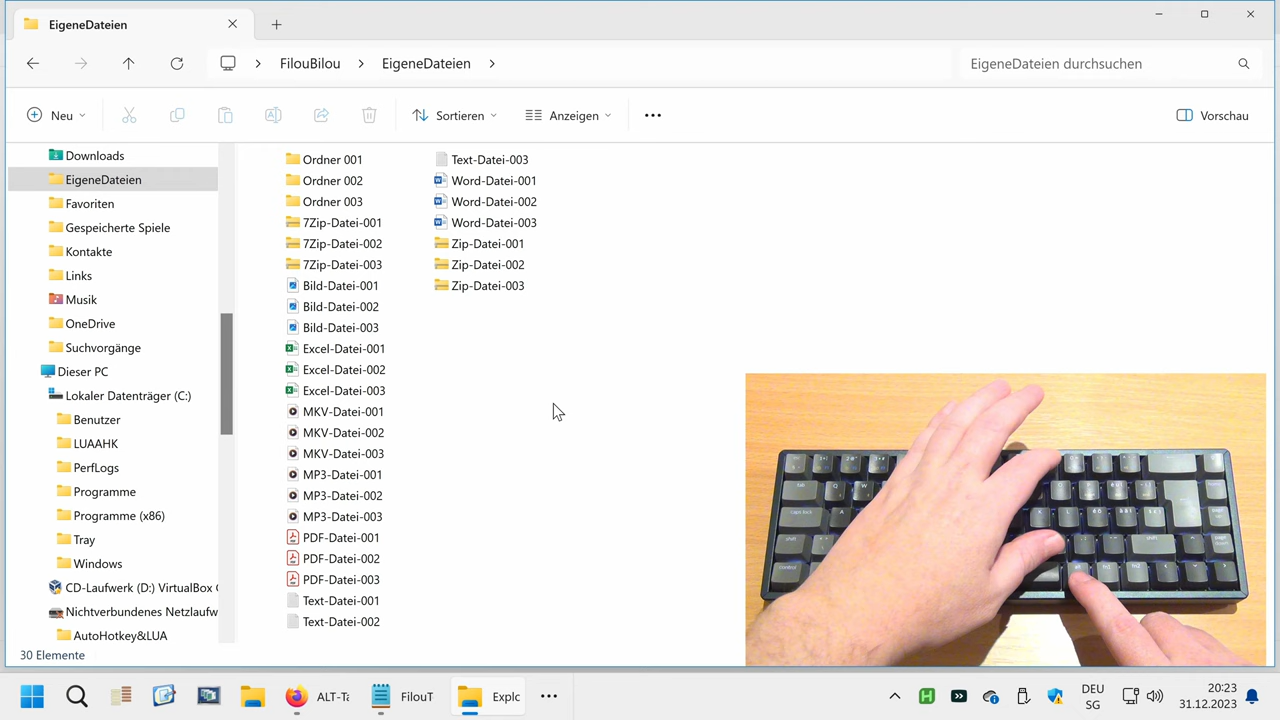 EigeneDateien
FilouBilou
EigeneDateien
EigeneDateien durchsuchen
Neu
Sortieren
Anzeigen
Vorschau
Downloads
EigeneDateien
Favoriten
Gespeicherte Spiele
Kontakte
Links
Musik
OneDrive
Suchvorgänge
Dieser PC
Lokaler Datenträger (C:)
Benutzer
LUAAHK
PerfLogs
Programme
Programme (x86)
Tray
Windows
CD-Laufwerk (D:) VirtualBox
Nichtverbundenes Netzlaufw
AutoHotkey&LUA
Ordner 001
Ordner 002
Ordner 003
7Zip-Datei-001
7Zip-Datei-002
7Zip-Datei-003
Bild-Datei-001
Bild-Datei-002
Bild-Datei-003
Excel-Datei-001
Excel-Datei-002
Excel-Datei-003
MKV-Datei-001
MKV-Datei-002
MKV-Datei-003
MP3-Datei-001
MP3-Datei-002
MP3-Datei-003
PDF-Datei-001
PDF-Datei-002
PDF-Datei-003
Text-Datei-001
Text-Datei-002
Text-Datei-003
Word-Datei-001
Word-Datei-002
Word-Datei-003
Zip-Datei-001
Zip-Datei-002
Zip-Datei-003
tab Q W
caps lock A K L
shift shift
control
30 Elemente
ALT-Ta
FilouT
Explc
DEU
SG
20:23
31.12.2023